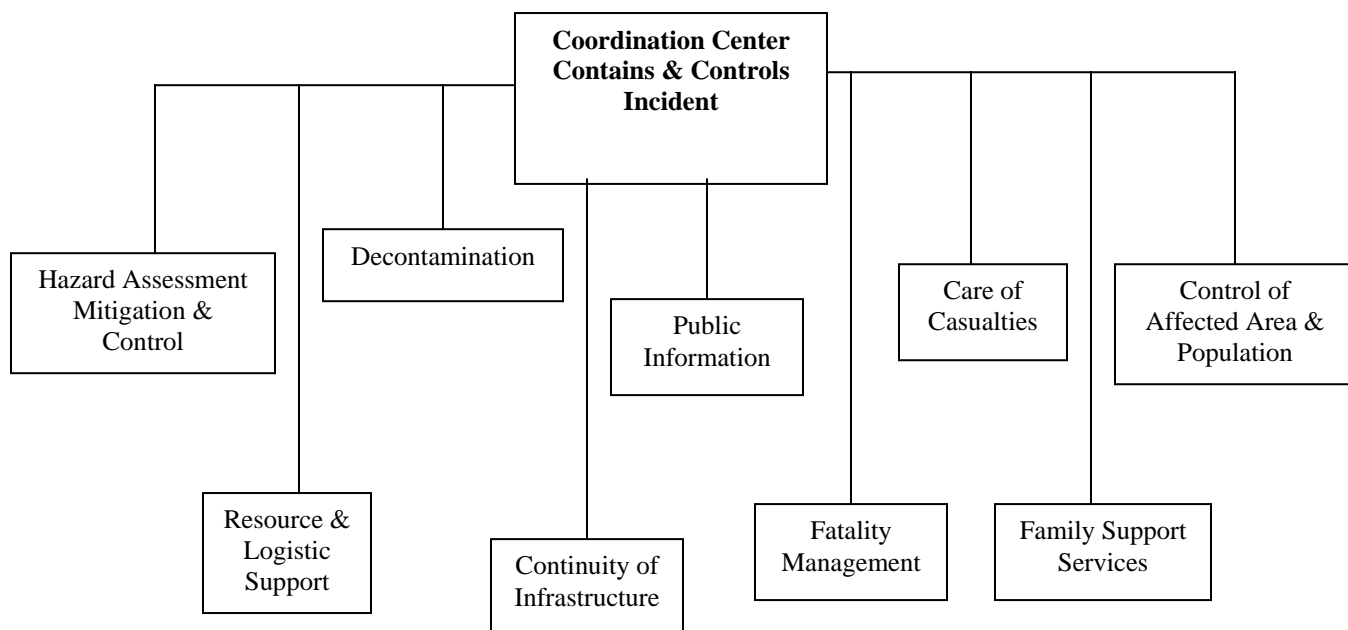 Coordination Center
Contains & Controls
Incident
Hazard Assessment
Mitigation &
Control
Decontamination
Public
Information
Care of
Casualties
Control of
Affected Area &
Population
Resource &
Logistic
Support
Continuity of
Infrastructure
Fatality
Management
Family Support
Services